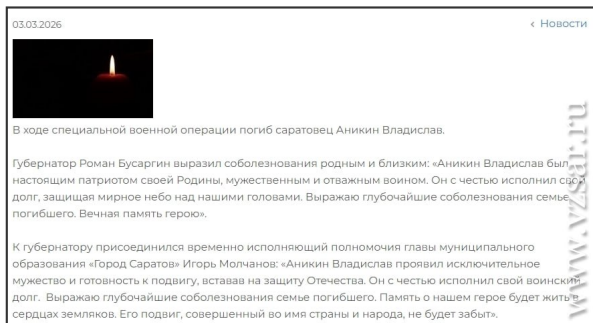 03.03.2026
‹ Новости
В ходе специальной военной операции погиб саратовец Аникин Владислав.
Губернатор Роман Бусаргин выразил соболезнования родным и близким: «Аникин Владислав был
настоящим патриотом своей Родины, мужественным и отважным воином. Он с честью исполнил свой
долг, защищая мирное небо над нашими головами. Выражаю глубочайшие соболезнования семье
погибшего. Вечная память герою».
К губернатору присоединился временно исполняющий полномочия главы муниципального
образования «Город Саратов» Игорь Молчанов: «Аникин Владислав проявил исключительное
мужество и готовность к подвигу, вставав на защиту Отечества. Он с честью исполнил свой воинский
долг. Выражаю глубочайшие соболезнования семье погибшего. Память о нашем герое будет жить в
сердцах земляков. Его подвиг, совершенный во имя страны и народа, не будет забыт».
www.vzsar.ru